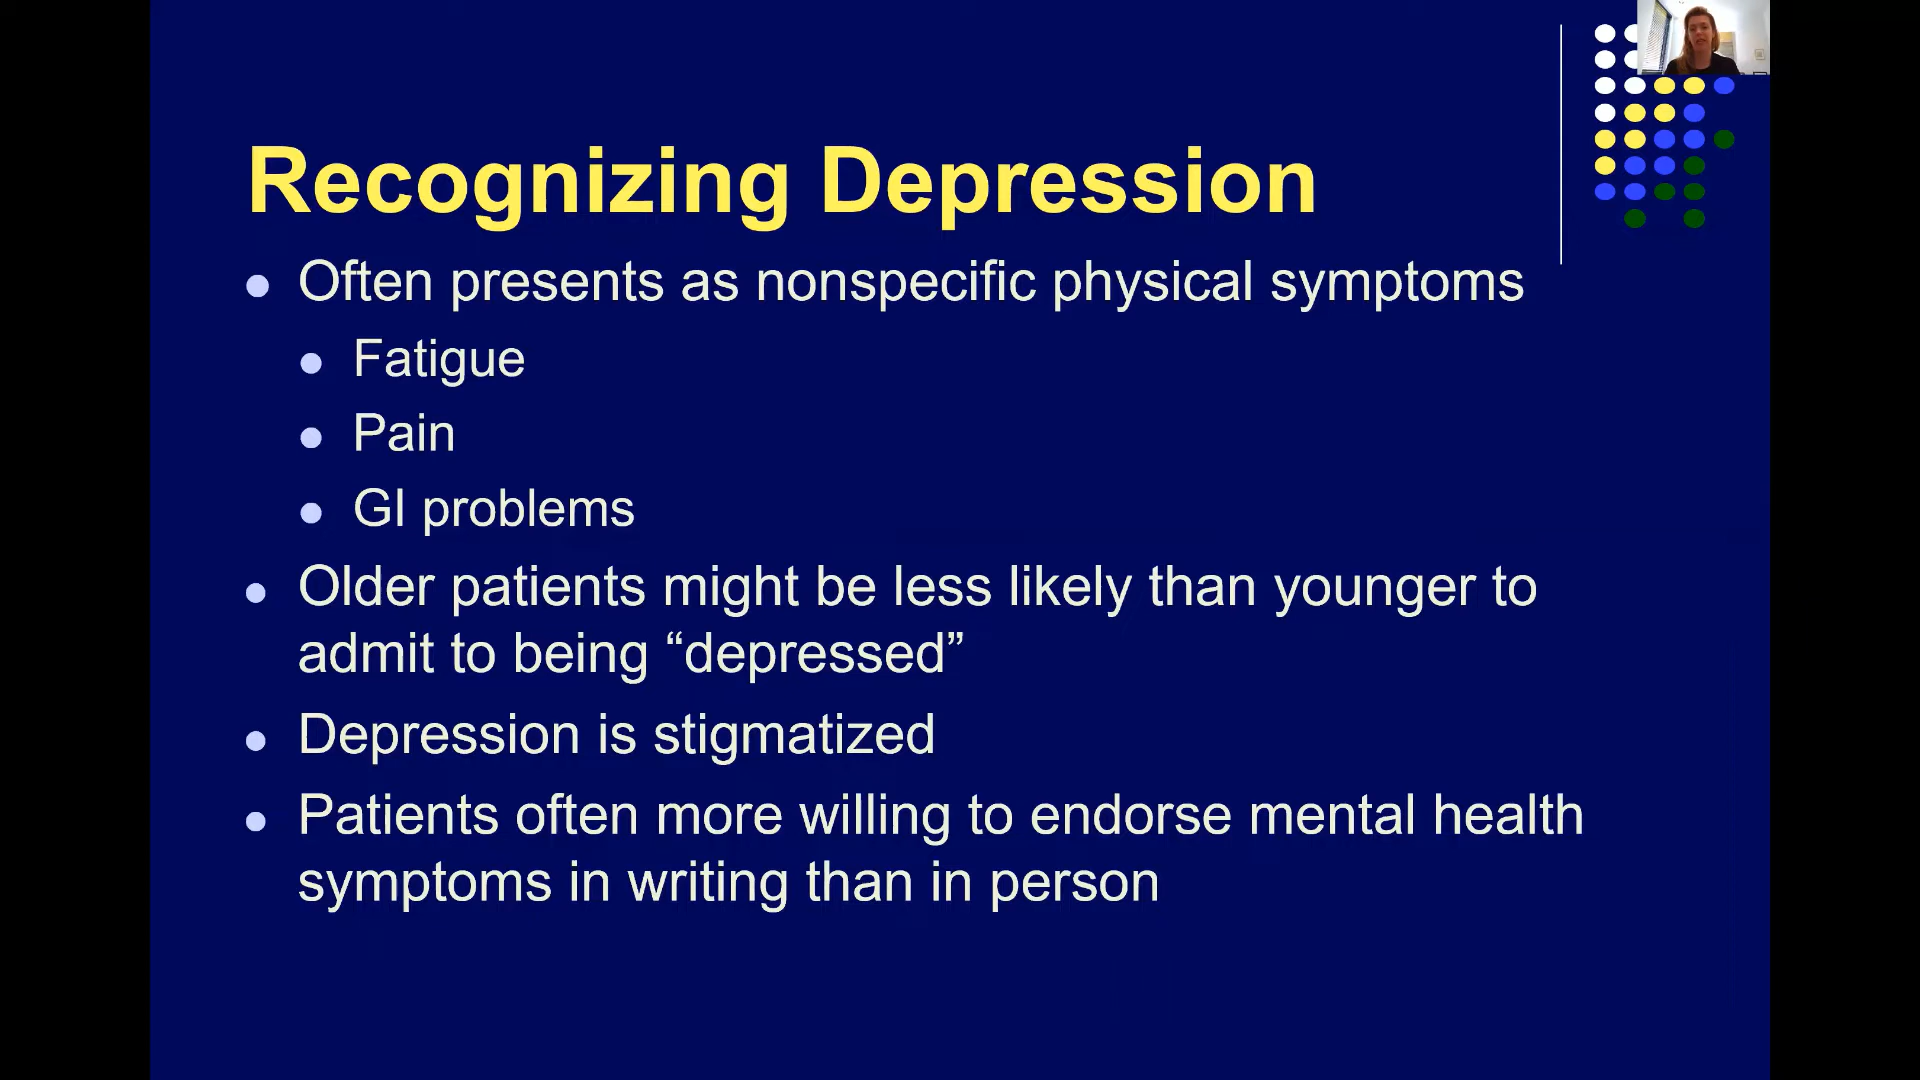 Recognizing Depression
Often presents as nonspecific physical symptoms
Fatigue
Pain
GI problems
Older patients might be less likely than younger to
admit to being “depressed”
Depression is stigmatized
Patients often more willing to endorse mental health
symptoms in writing than in person